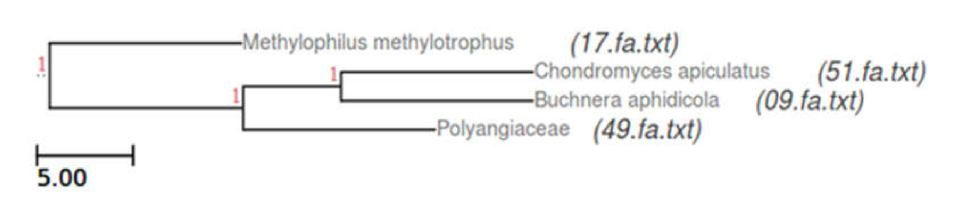 Methylophilus methylotrophus (17.fa.txt)
1
1 Chondromyces apiculatus (51.fa.txt)
1 Buchnera aphidicola (09.fa.txt)
Polyangiaceae (49.fa.txt)
5.00